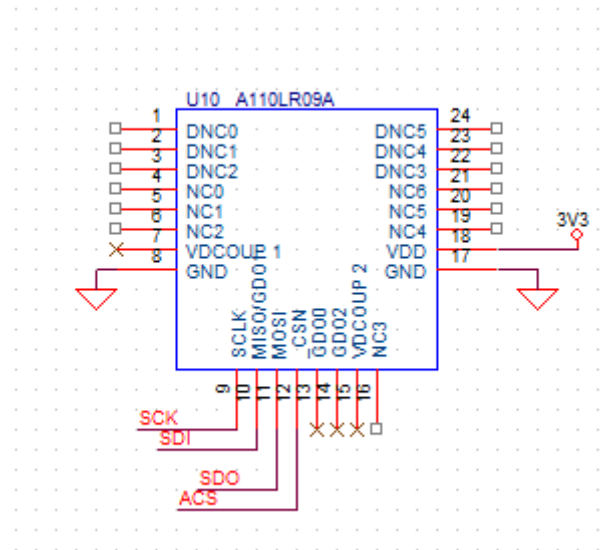 U10 A110LR09A
1 DNC0 DNC5 24
2 DNC1 DNC4 23
3 DNC2 DNC3 22
4 NC0 NC6 21
5 NC1 NC5 20
6 NC2 NC4 19
7 VDCOUP 1 VDD 18
8 GND GND 17
3V3
SCLK
MISO/GDO1
MOSI
_CSN
_GDO0
GDO2
VDCOUP 2
NC3
9 10 11 12 13 14 15 16
SCK
SDI
SDO
ACS